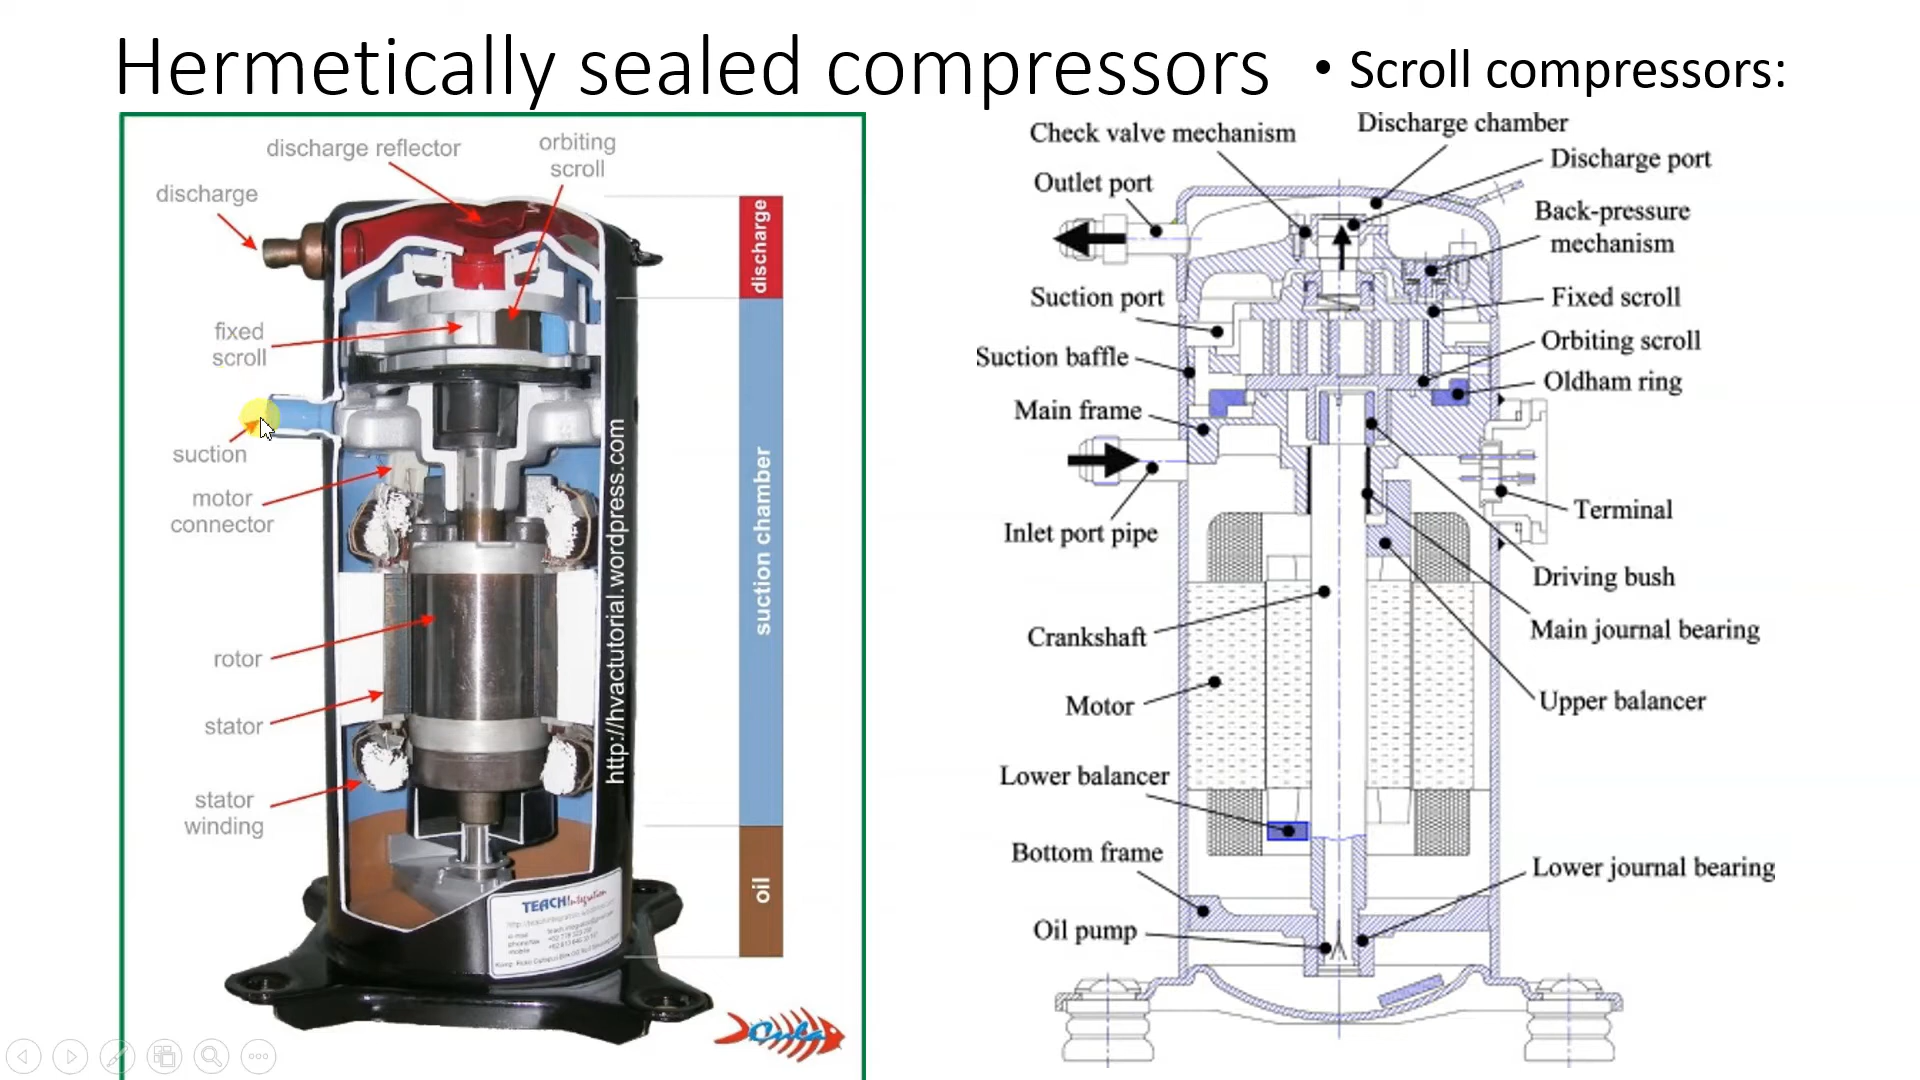 Hermetically sealed compressors
• Scroll compressors:
discharge reflector
orbiting
scroll
discharge
fixed
scroll
suction
motor
connector
rotor
stator
stator
winding
discharge
suction chamber
oil
http://hvactutorial.wordpress.com
TEACH Integration
Cula
Check valve mechanism
Discharge chamber
Outlet port
Discharge port
Back-pressure
mechanism
Suction port
Fixed scroll
Suction baffle
Orbiting scroll
Oldham ring
Main frame
Inlet port pipe
Terminal
Driving bush
Crankshaft
Main journal bearing
Motor
Upper balancer
Lower balancer
Bottom frame
Lower journal bearing
Oil pump